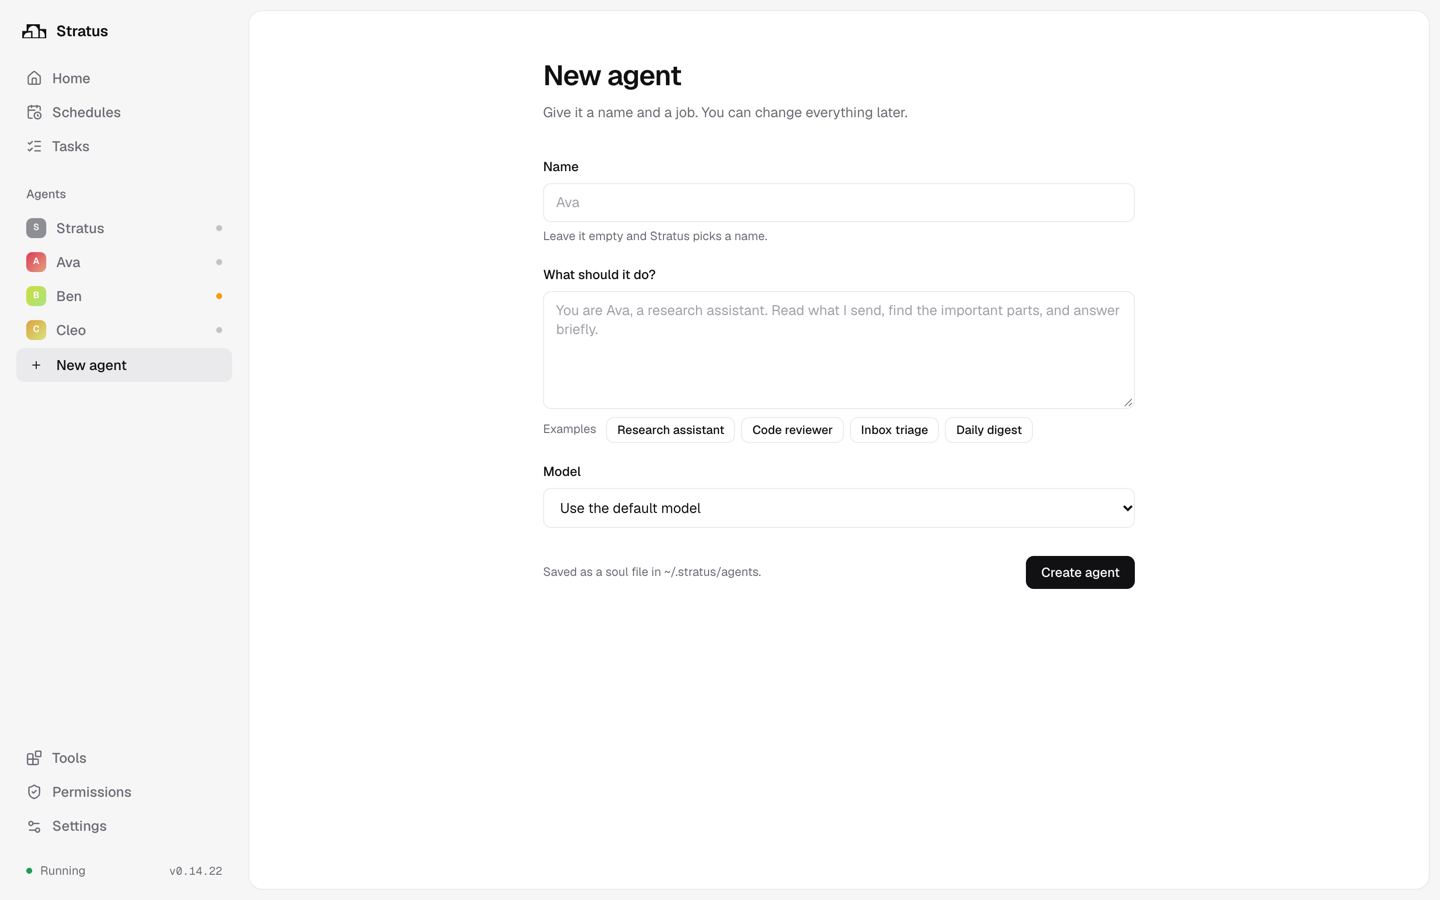 Stratus
Home
Schedules
Tasks
Agents
S Stratus
A Ava
B Ben
C Cleo
+ New agent
Tools
Permissions
Settings
Running v0.14.22
New agent
Give it a name and a job. You can change everything later.
Name
Ava
Leave it empty and Stratus picks a name.
What should it do?
You are Ava, a research assistant. Read what I send, find the important parts, and answer
briefly.
Examples Research assistant Code reviewer Inbox triage Daily digest
Model
Use the default model
Saved as a soul file in ~/.stratus/agents. Create agent